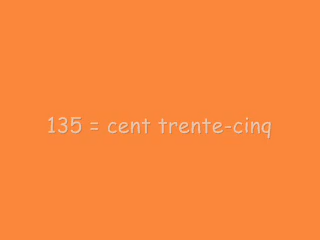 135 = cent trente-cinq